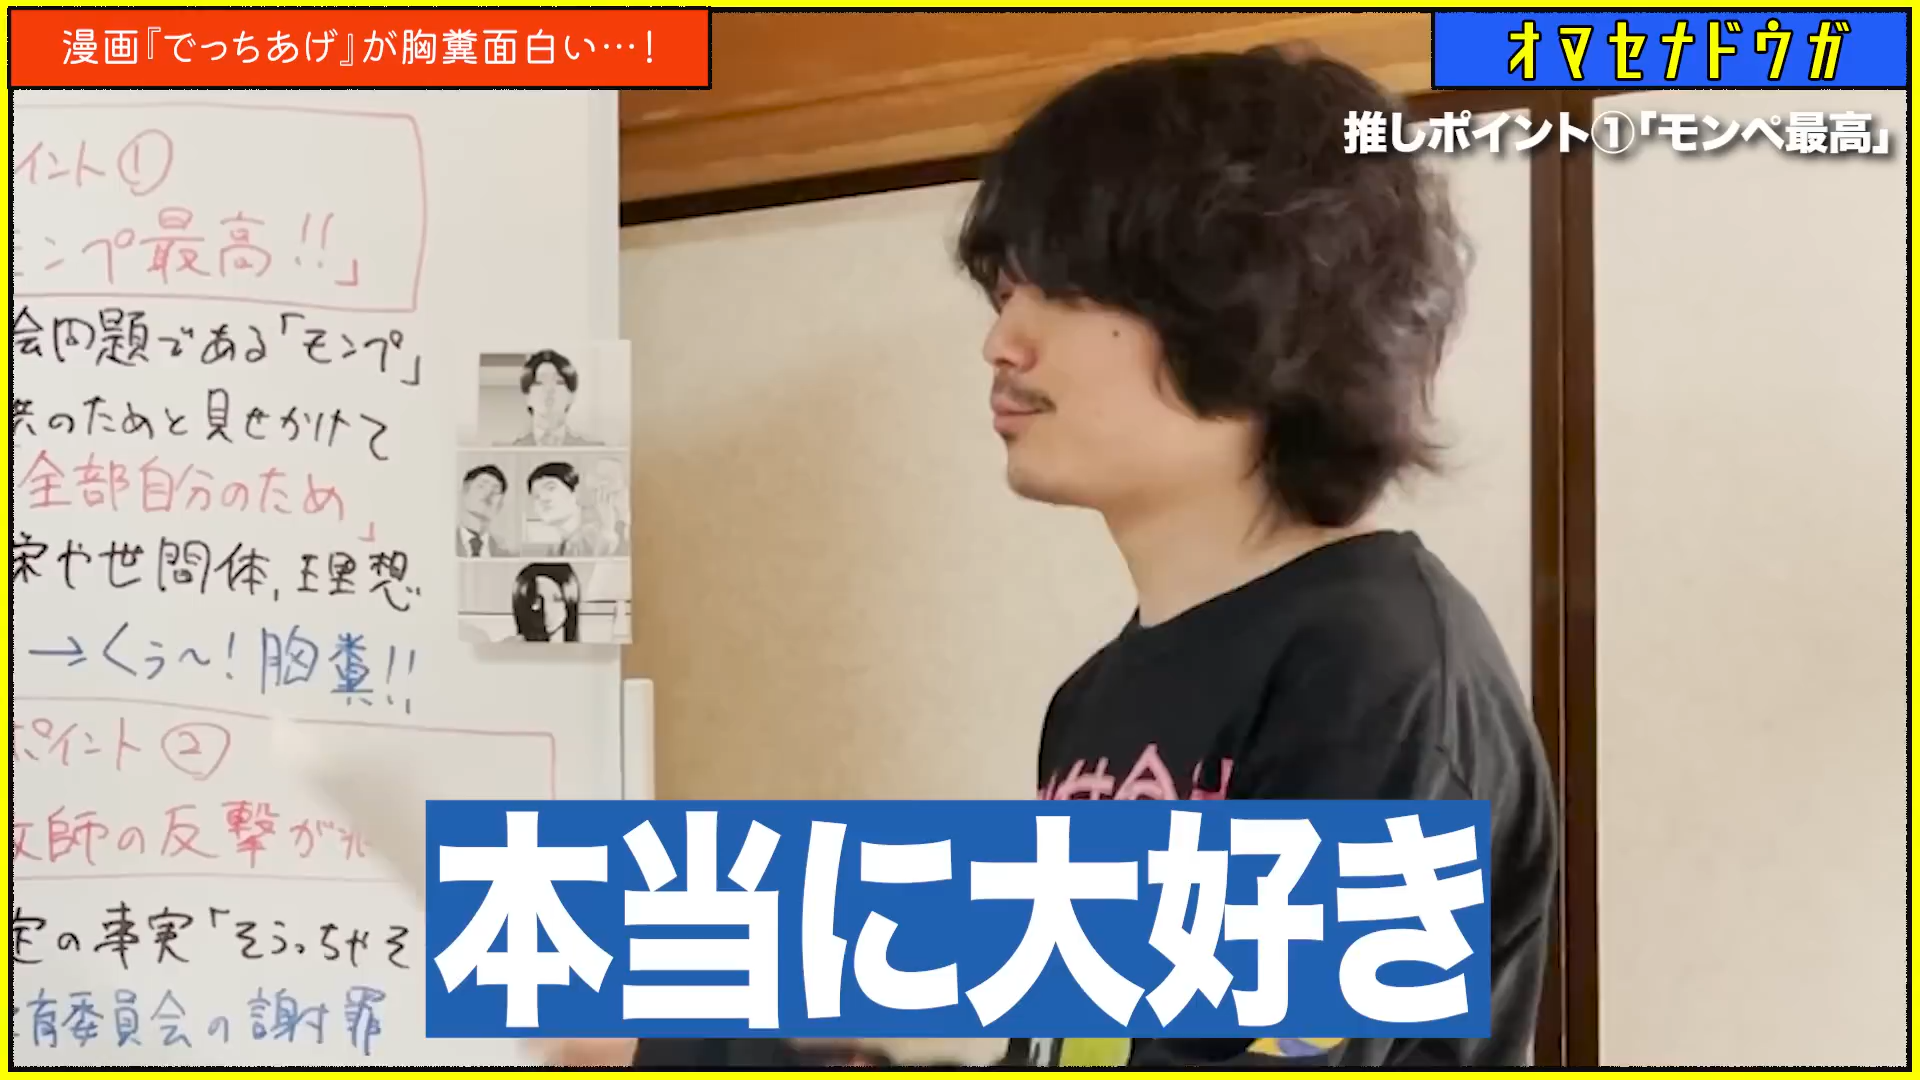 漫画『でっちあげ』が胸糞面白い…！
オマセナドウガ
推しポイント①「モンペ最高」
イント①
ンペ最高!!」
会問題である「モンペ」
供のためと見せかけて
全部自分のため」
栄や世間体,理想
→くぅ〜！胸糞!!
ポイント②
教師の反撃が
定の事実「そうっちゃそ
育委員会の謝罪
本当に大好き